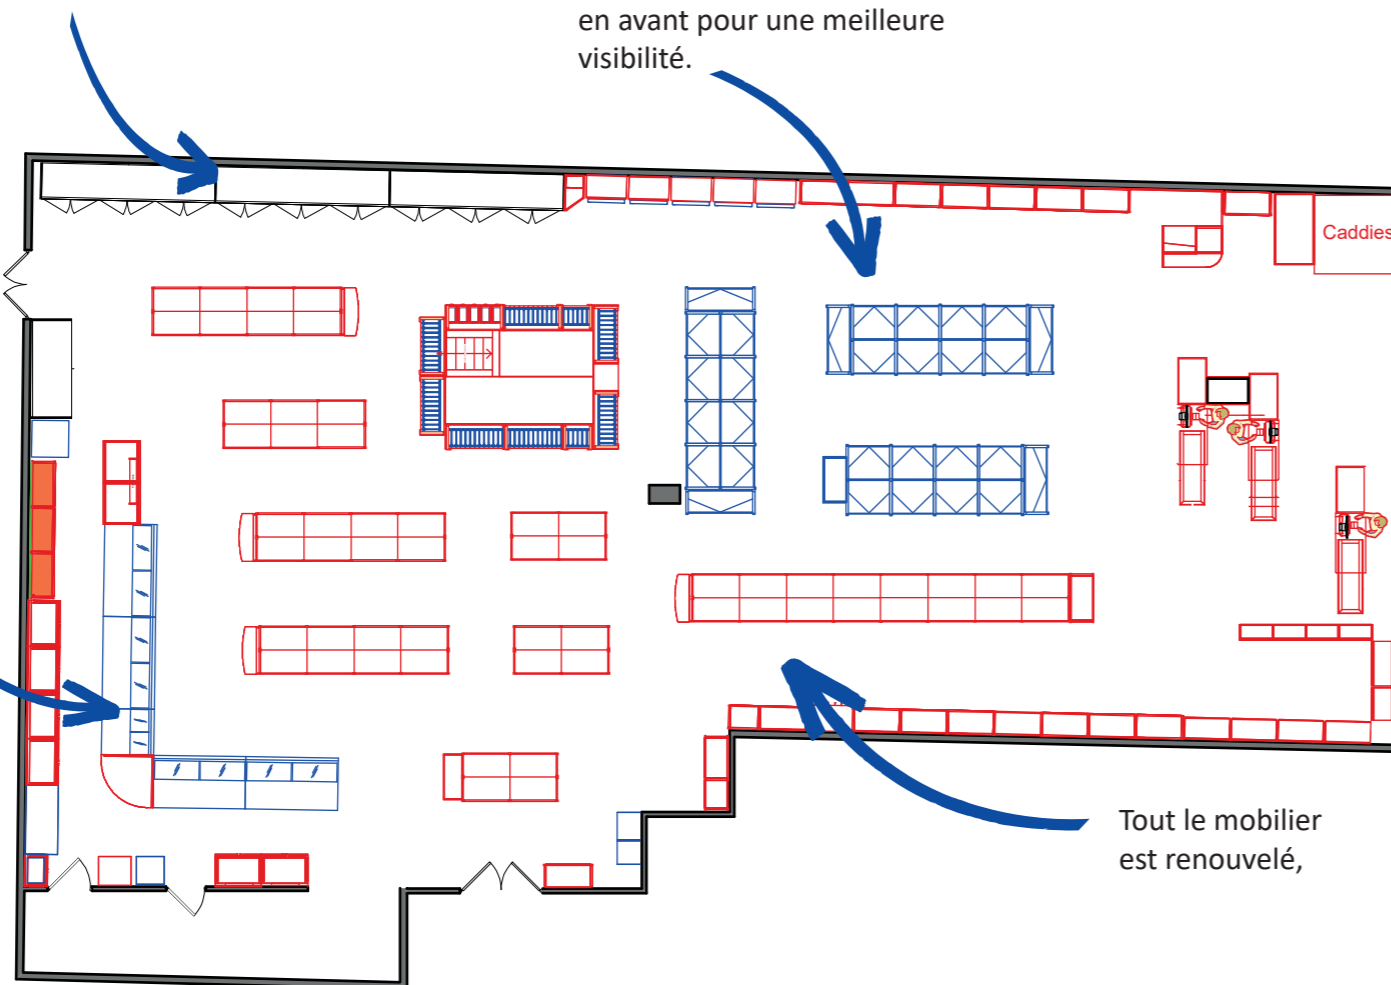 en avant pour une meilleure
visibilité.
Caddies
Tout le mobilier
est renouvelé,